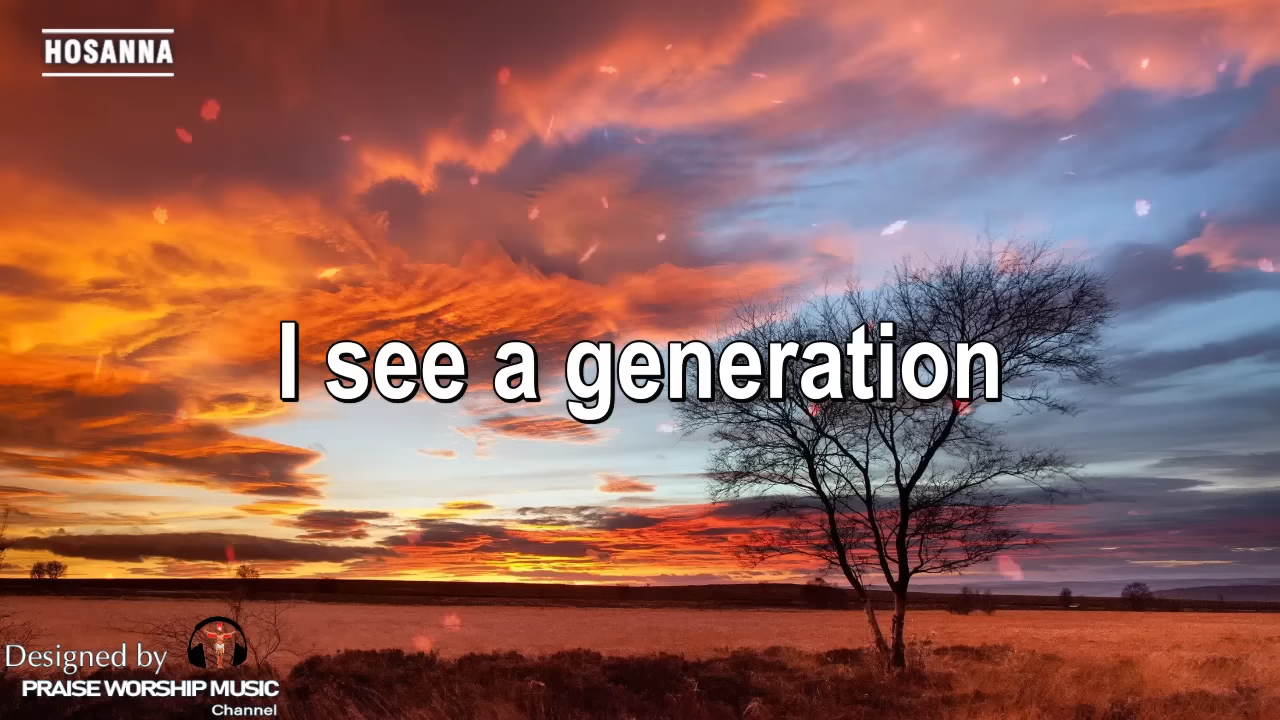 HOSANNA
I see a generation
Designed by
PRAISE WORSHIP MUSIC
Channel